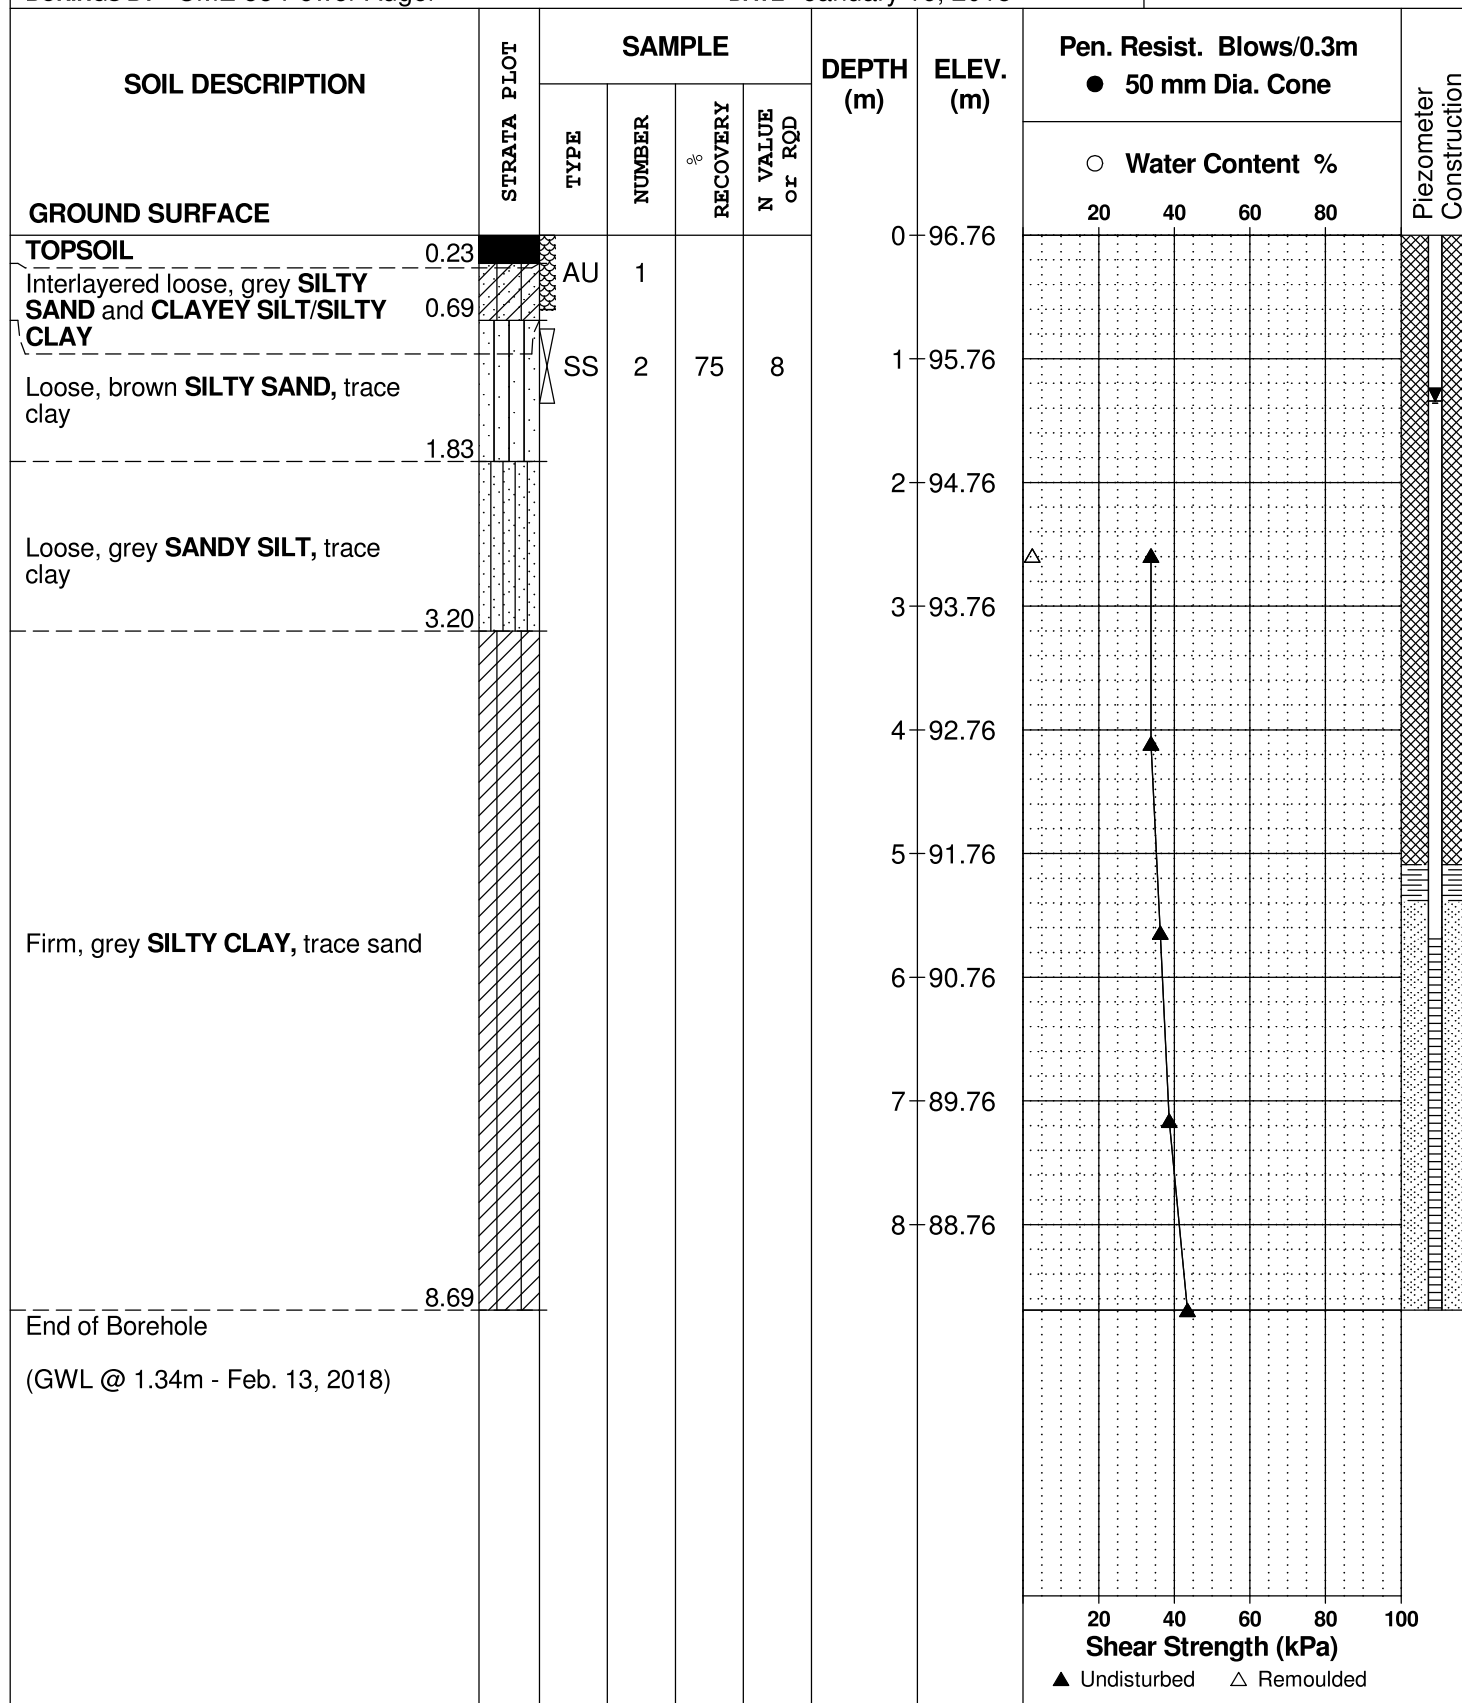 SOIL DESCRIPTION
GROUND SURFACE
STRATA PLOT
SAMPLE
TYPE
NUMBER
%
RECOVERY
N VALUE
or RQD
DEPTH
(m)
ELEV.
(m)
Pen. Resist. Blows/0.3m
● 50 mm Dia. Cone
○ Water Content %
20 40 60 80
Piezometer
Construction
TOPSOIL 0.23
Interlayered loose, grey SILTY
SAND and CLAYEY SILT/SILTY 0.69
CLAY
Loose, brown SILTY SAND, trace
clay
1.83
Loose, grey SANDY SILT, trace
clay
3.20
Firm, grey SILTY CLAY, trace sand
8.69
End of Borehole
(GWL @ 1.34m - Feb. 13, 2018)
AU 1
SS 2 75 8
0 96.76
1 95.76
2 94.76
3 93.76
4 92.76
5 91.76
6 90.76
7 89.76
8 88.76
20 40 60 80 100
Shear Strength (kPa)
▲ Undisturbed △ Remoulded